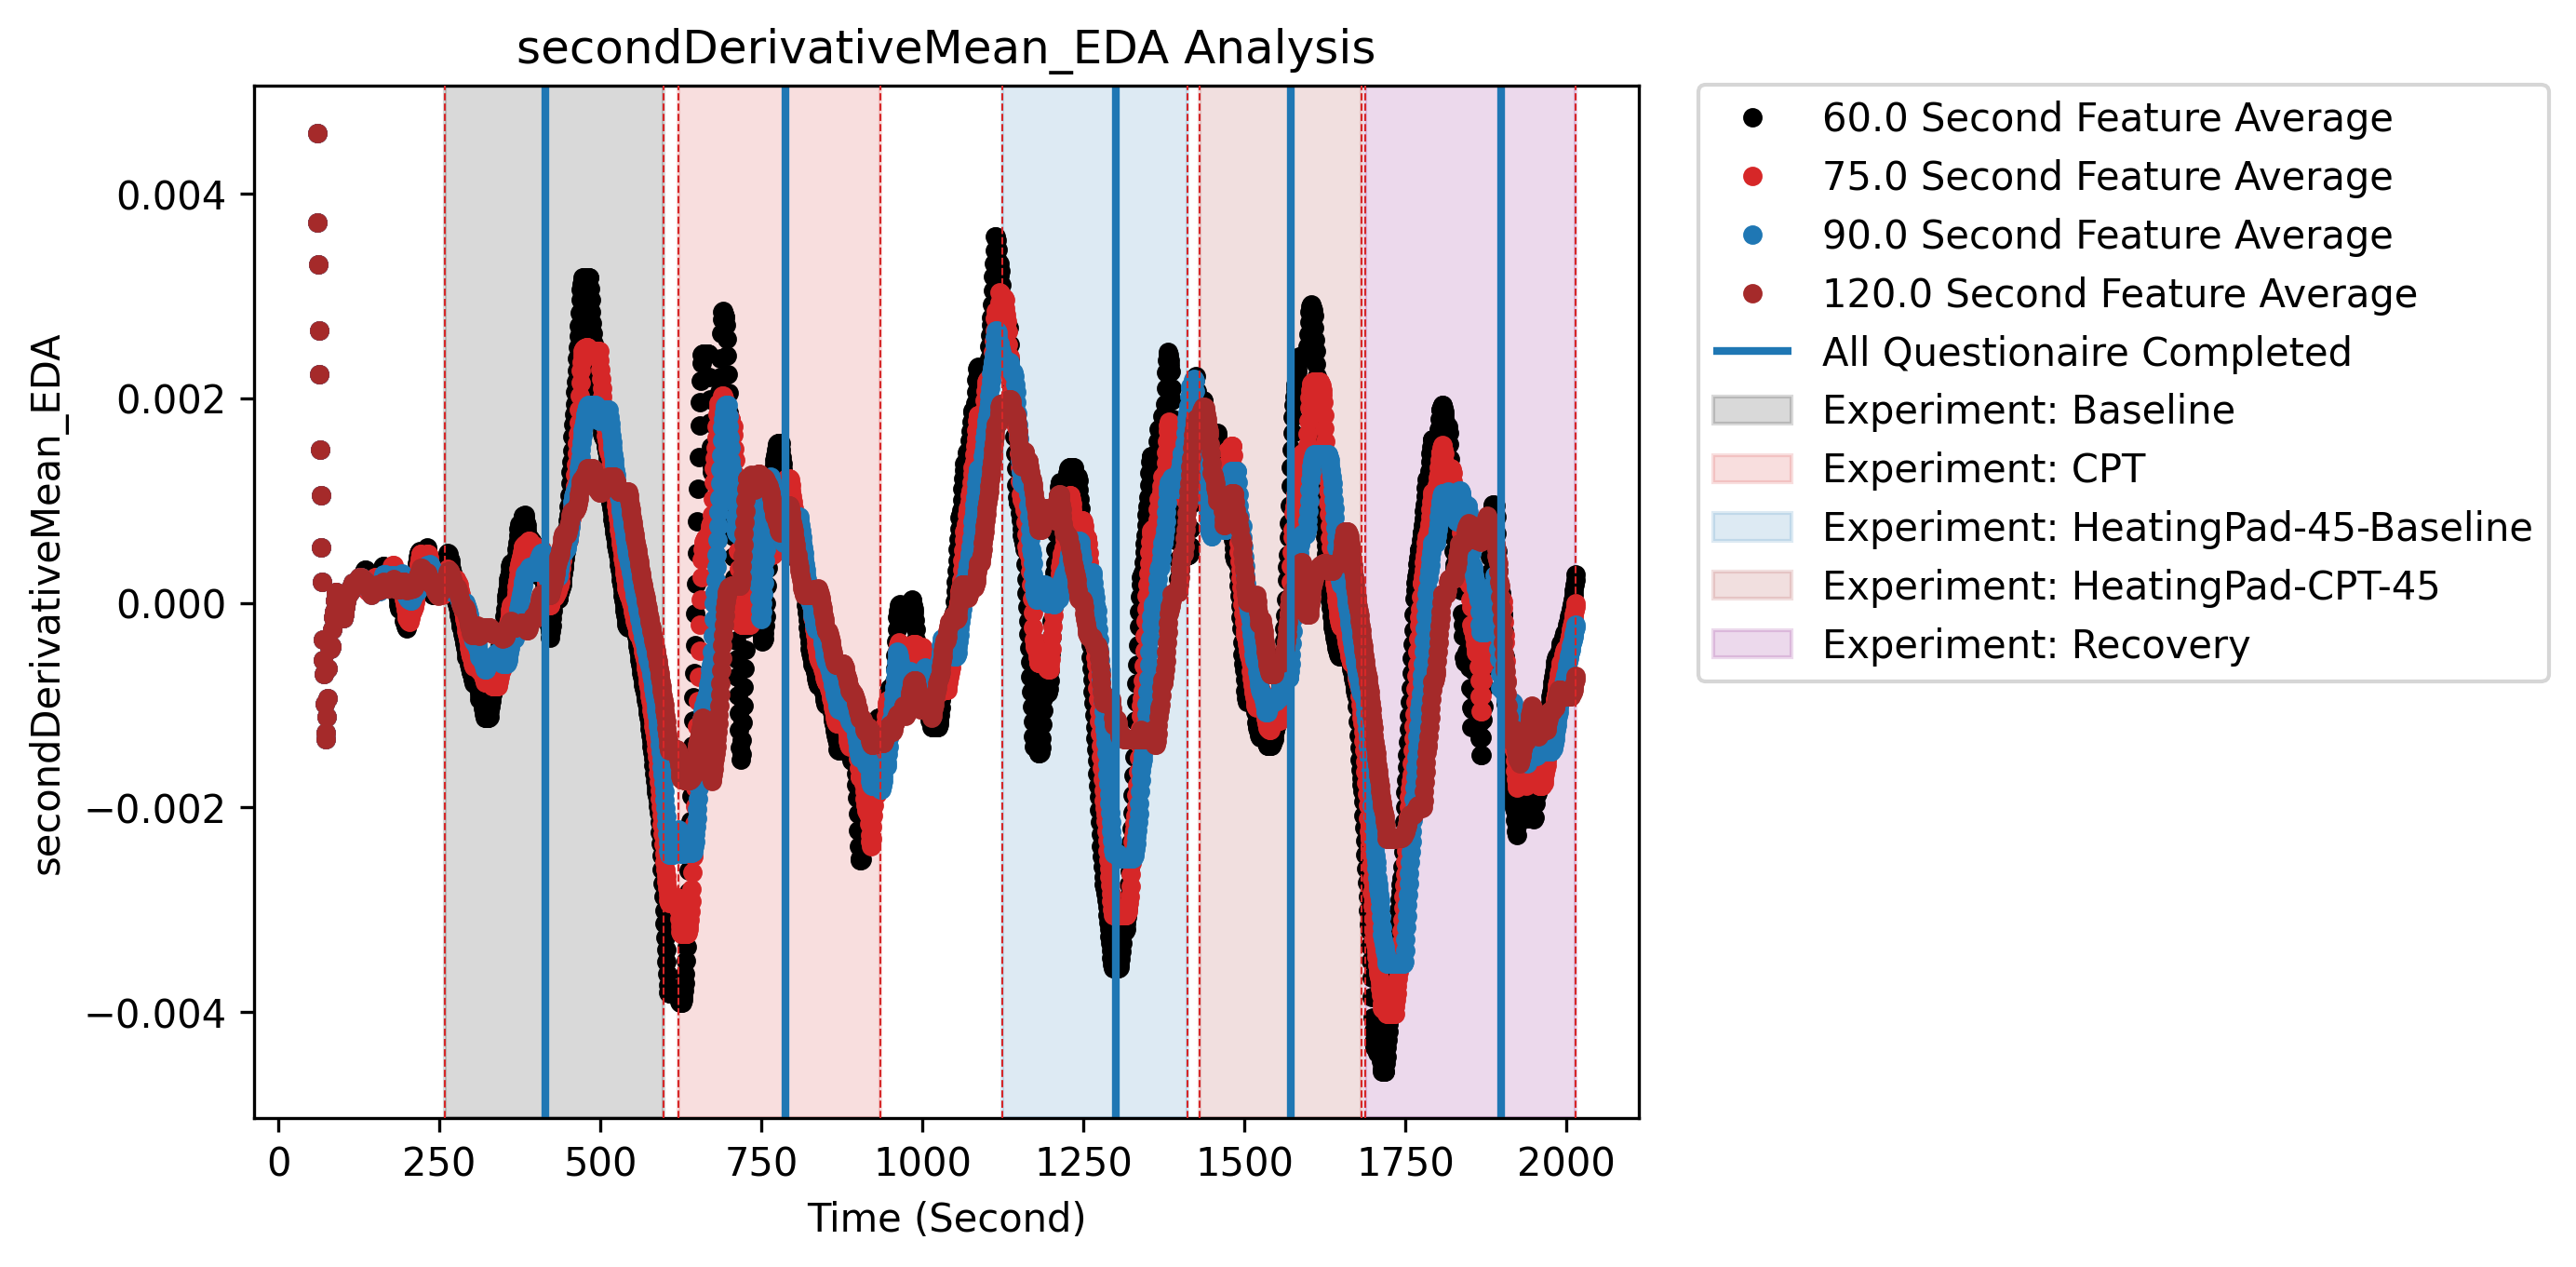 secondDerivativeMean_EDA Analysis
secondDerivativeMean_EDA
0.004
0.002
0.000
−0.002
−0.004
0 250 500 750 1000 1250 1500 1750 2000
Time (Second)
60.0 Second Feature Average
75.0 Second Feature Average
90.0 Second Feature Average
120.0 Second Feature Average
All Questionaire Completed
Experiment: Baseline
Experiment: CPT
Experiment: HeatingPad-45-Baseline
Experiment: HeatingPad-CPT-45
Experiment: Recovery